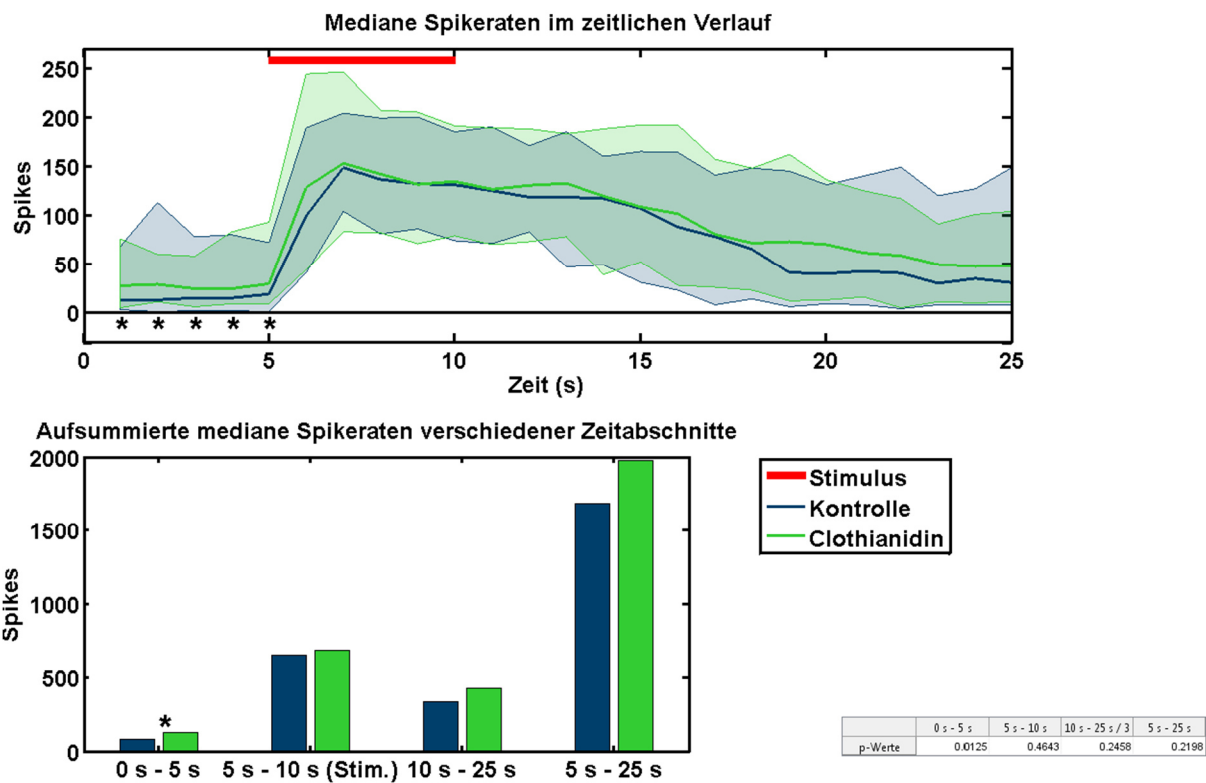 Mediane Spikeraten im zeitlichen Verlauf
Spikes
250
200
150
100
50
0
* * * * *
0 5 10 15 20 25
Zeit (s)
Aufsummierte mediane Spikeraten verschiedener Zeitabschnitte
Spikes
2000
1500
1000
500
0
*
0 s - 5 s 5 s - 10 s (Stim.) 10 s - 25 s 5 s - 25 s
Stimulus
Kontrolle
Clothianidin
0 s - 5 s 5 s - 10 s 10 s - 25 s / 3 5 s - 25 s
p-Werte 0.0125 0.4643 0.2458 0.2198